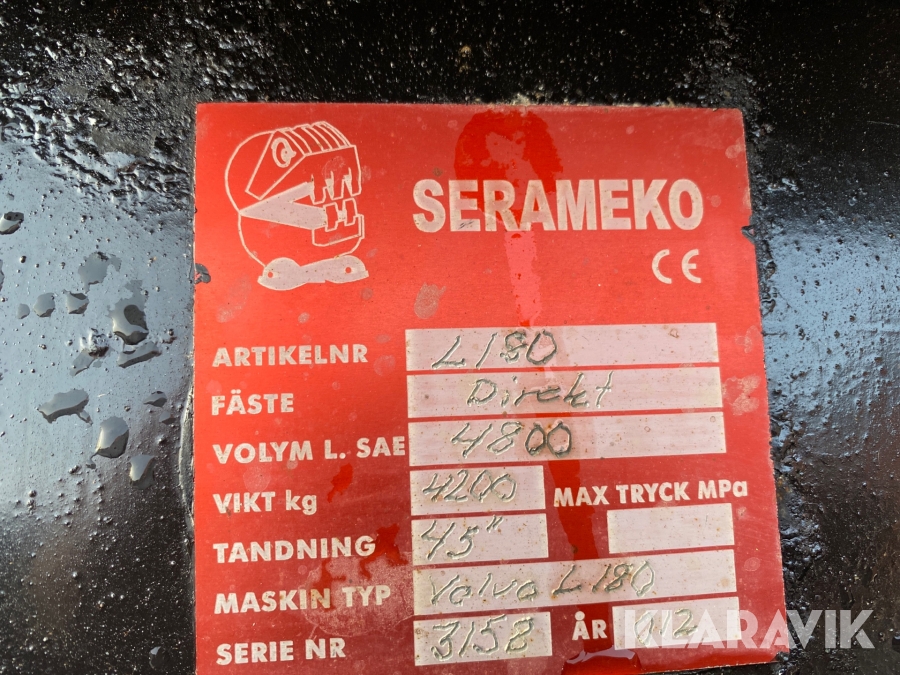 SERAMEKO
CE
ARTIKELNR L180
FÄSTE Direkt
VOLYM L. SAE 4800
VIKT kg 4200 MAX TRYCK MPa
TANDNING 45"
MASKIN TYP Volvo L180
SERIE NR 3158 ÅR 012
KLARAVIK